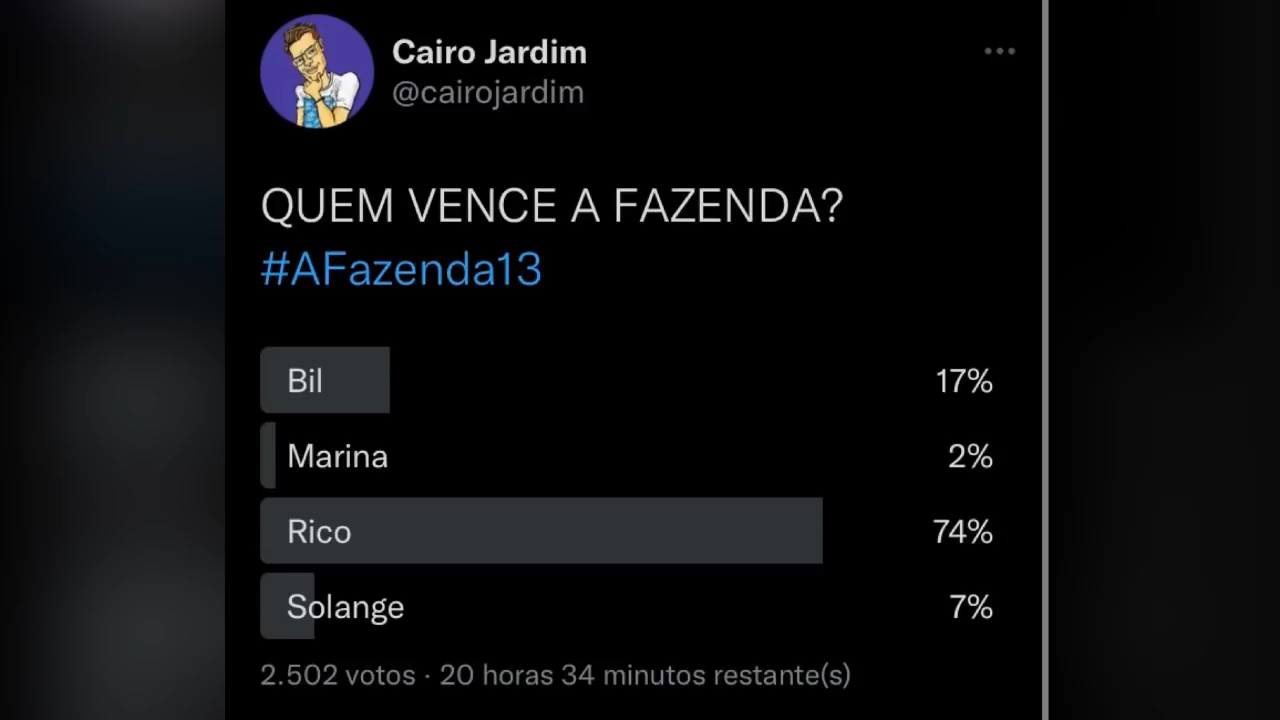 Cairo Jardim
@cairojardim
QUEM VENCE A FAZENDA?
#AFazenda13
Bil 17%
Marina 2%
Rico 74%
Solange 7%
2.502 votos · 20 horas 34 minutos restante(s)